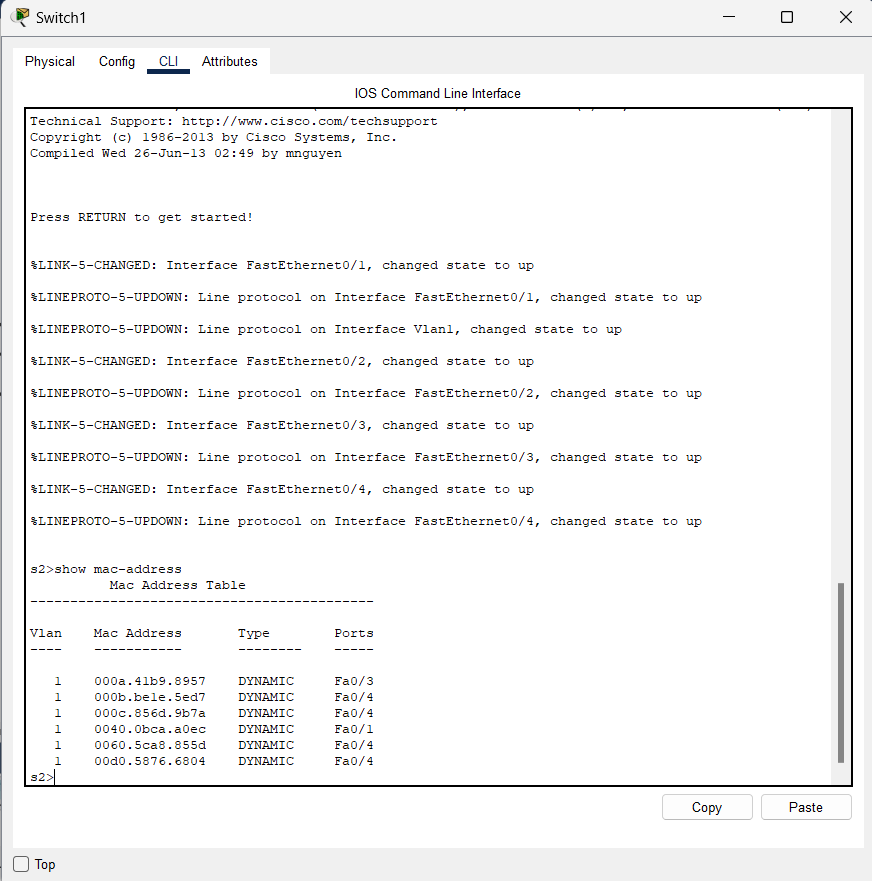 Switch1
Physical Config CLI Attributes
IOS Command Line Interface
Technical Support: http://www.cisco.com/techsupport
Copyright (c) 1986-2013 by Cisco Systems, Inc.
Compiled Wed 26-Jun-13 02:49 by mnguyen
Press RETURN to get started!
%LINK-5-CHANGED: Interface FastEthernet0/1, changed state to up
%LINEPROTO-5-UPDOWN: Line protocol on Interface FastEthernet0/1, changed state to up
%LINEPROTO-5-UPDOWN: Line protocol on Interface Vlan1, changed state to up
%LINK-5-CHANGED: Interface FastEthernet0/2, changed state to up
%LINEPROTO-5-UPDOWN: Line protocol on Interface FastEthernet0/2, changed state to up
%LINK-5-CHANGED: Interface FastEthernet0/3, changed state to up
%LINEPROTO-5-UPDOWN: Line protocol on Interface FastEthernet0/3, changed state to up
%LINK-5-CHANGED: Interface FastEthernet0/4, changed state to up
%LINEPROTO-5-UPDOWN: Line protocol on Interface FastEthernet0/4, changed state to up
s2>show mac-address
Mac Address Table
-------------------------------------------
Vlan Mac Address Type Ports
---- ----------- -------- -----
1 000a.41b9.8957 DYNAMIC Fa0/3
1 000b.be1e.5ed7 DYNAMIC Fa0/4
1 000c.856d.9b7a DYNAMIC Fa0/4
1 0040.0bca.a0ec DYNAMIC Fa0/1
1 0060.5ca8.855d DYNAMIC Fa0/4
1 00d0.5876.6804 DYNAMIC Fa0/4
s2>
Copy Paste
Top